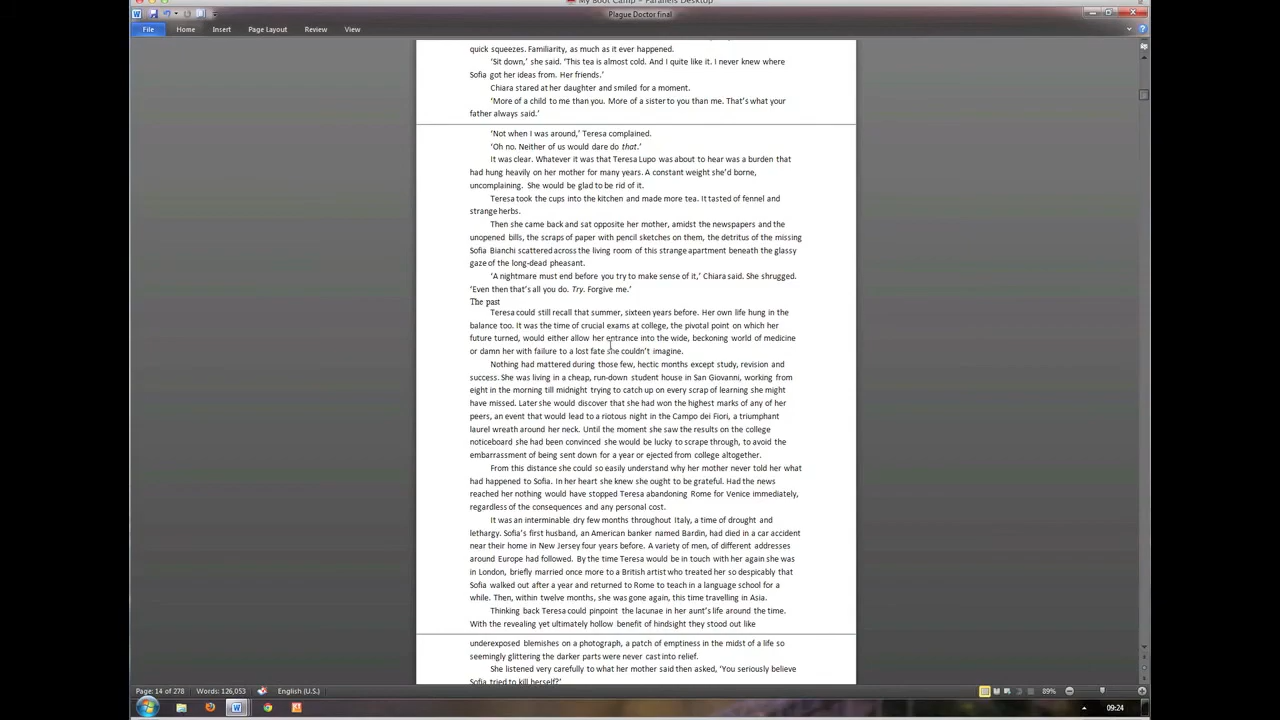 My Boot Camp - Parallels Desktop
Plague Doctor final
File Home Insert Page Layout Review View
quick squeezes. Familiarity, as much as it ever happened.
‘Sit down,’ she said. ‘This tea is almost cold. And I quite like it. I never knew where
Sofia got her ideas from. Her friends.’
Chiara stared at her daughter and smiled for a moment.
‘More of a child to me than you. More of a sister to you than me. That’s what your
father always said.’
‘Not when I was around,’ Teresa complained.
‘Oh no. Neither of us would dare do that.’
It was clear. Whatever it was that Teresa Lupo was about to hear was a burden that
had hung heavily on her mother for many years. A constant weight she’d borne,
uncomplaining. She would be glad to be rid of it.
Teresa took the cups into the kitchen and made more tea. It tasted of fennel and
strange herbs.
Then she came back and sat opposite her mother, amidst the newspapers and the
unopened bills, the scraps of paper with pencil sketches on them, the detritus of the missing
Sofia Bianchi scattered across the living room of this strange apartment beneath the glassy
gaze of the long-dead pheasant.
‘A nightmare must end before you try to make sense of it,’ Chiara said. She shrugged.
‘Even then that’s all you do. Try. Forgive me.’
The past
Teresa could still recall that summer, sixteen years before. Her own life hung in the
balance too. It was the time of crucial exams at college, the pivotal point on which her
future turned, would either allow her entrance into the wide, beckoning world of medicine
or damn her with failure to a lost fate she couldn’t imagine.
Nothing had mattered during those few, hectic months except study, revision and
success. She was living in a cheap, run-down student house in San Giovanni, working from
eight in the morning till midnight trying to catch up on every scrap of learning she might
have missed. Later she would discover that she had won the highest marks of any of her
peers, an event that would lead to a riotous night in the Campo dei Fiori, a triumphant
laurel wreath around her neck. Until the moment she saw the results on the college
noticeboard she had been convinced she would be lucky to scrape through, to avoid the
embarrassment of being sent down for a year or ejected from college altogether.
From this distance she could so easily understand why her mother never told her what
had happened to Sofia. In her heart she knew she ought to be grateful. Had the news
reached her nothing would have stopped Teresa abandoning Rome for Venice immediately,
regardless of the consequences and any personal cost.
It was an interminable dry few months throughout Italy, a time of drought and
lethargy. Sofia’s first husband, an American banker named Bardin, had died in a car accident
near their home in New Jersey four years before. A variety of men, of different addresses
around Europe had followed. By the time Teresa would be in touch with her again she was
in London, briefly married once more to a British artist who treated her so despicably that
Sofia walked out after a year and returned to Rome to teach in a language school for a
while. Then, within twelve months, she was gone again, this time travelling in Asia.
Thinking back Teresa could pinpoint the lacunae in her aunt’s life around the time.
With the revealing yet ultimately hollow benefit of hindsight they stood out like
underexposed blemishes on a photograph, a patch of emptiness in the midst of a life so
seemingly glittering the darker parts were never cast into relief.
She listened very carefully to what her mother said then asked, ‘You seriously believe
Sofia tried to kill herself?’
Page: 14 of 278 Words: 126,053 English (U.S.) 89%
09:24